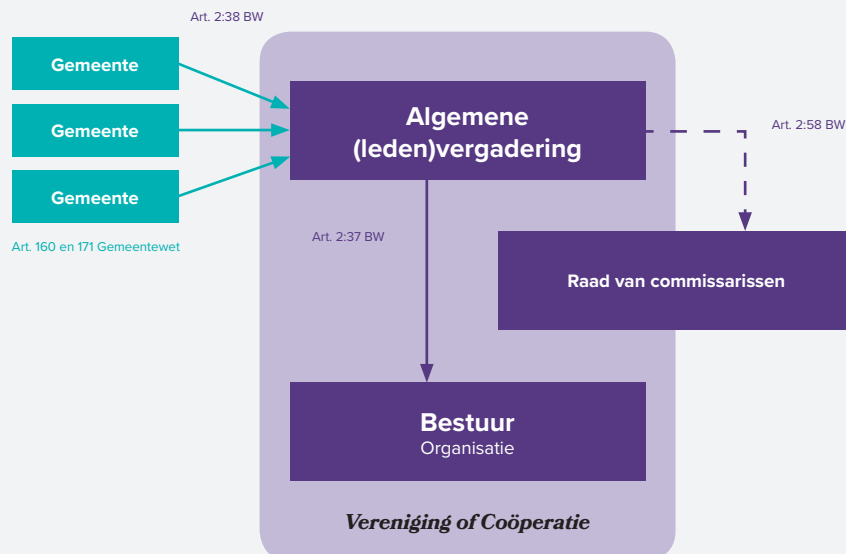 Art. 2:38 BW
Gemeente
Gemeente
Gemeente
Art. 160 en 171 Gemeentewet
Algemene
(leden)vergadering
Art. 2:58 BW
Art. 2:37 BW
Raad van commissarissen
Bestuur
Organisatie
Vereniging of Coöperatie